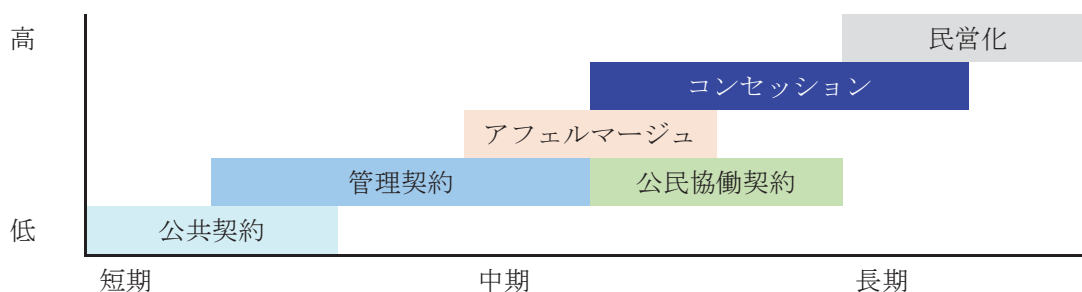 高
民営化
コンセッション
アフェルマージュ
管理契約
公民協働契約
低
公共契約
短期
中期
長期